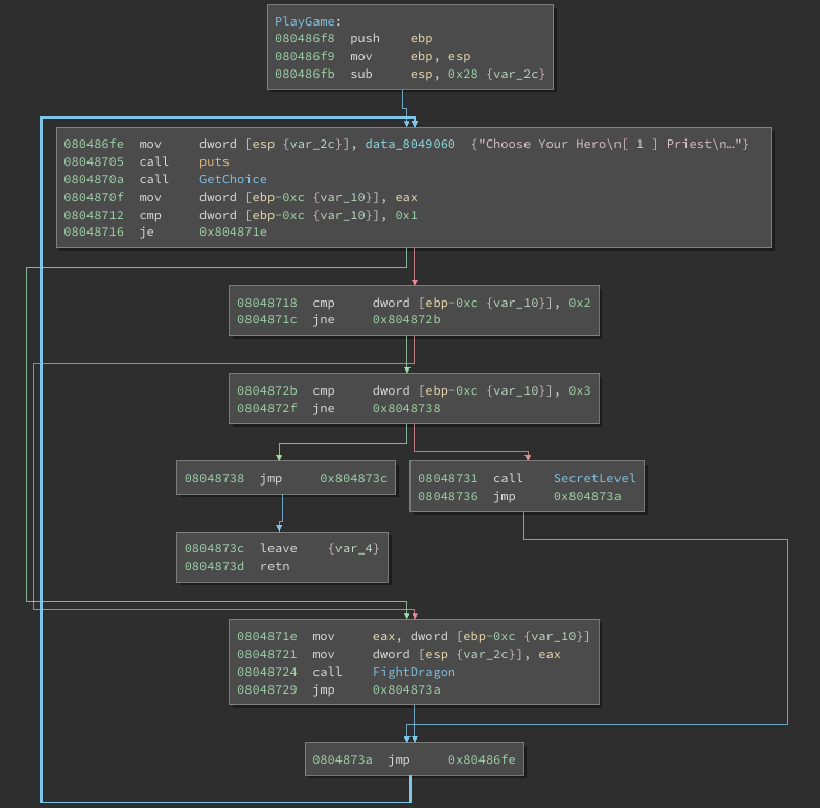 PlayGame:
080486f8 push ebp
080486f9 mov ebp, esp
080486fb sub esp, 0x28 {var_2c}
080486fe mov dword [esp {var_2c}], data_8049060 {"Choose Your Hero\n[ 1 ] Priest\n…"}
08048705 call puts
0804870a call GetChoice
0804870f mov dword [ebp-0xc {var_10}], eax
08048712 cmp dword [ebp-0xc {var_10}], 0x1
08048716 je 0x804871e
08048718 cmp dword [ebp-0xc {var_10}], 0x2
0804871c jne 0x804872b
0804872b cmp dword [ebp-0xc {var_10}], 0x3
0804872f jne 0x8048738
08048738 jmp 0x804873c
08048731 call SecretLevel
08048736 jmp 0x804873a
0804873c leave {var_4}
0804873d retn
0804871e mov eax, dword [ebp-0xc {var_10}]
08048721 mov dword [esp {var_2c}], eax
08048724 call FightDragon
08048729 jmp 0x804873a
0804873a jmp 0x80486fe